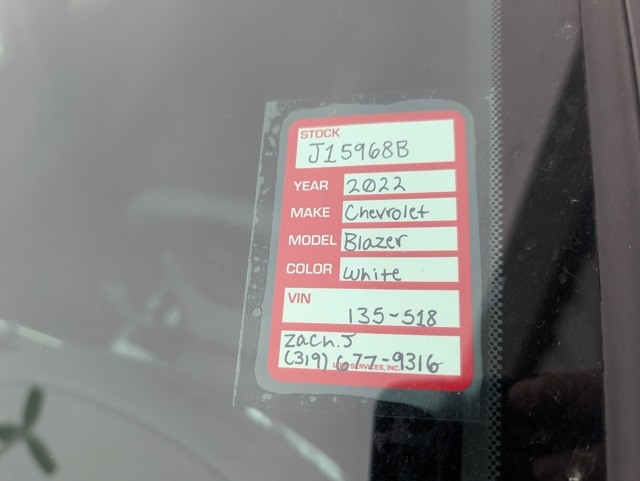 STOCK
J15968B
YEAR 2022
MAKE Chevrolet
MODEL Blazer
COLOR White
VIN
135-518
Zach.J
(319) 677-9316
SERVICES, INC.